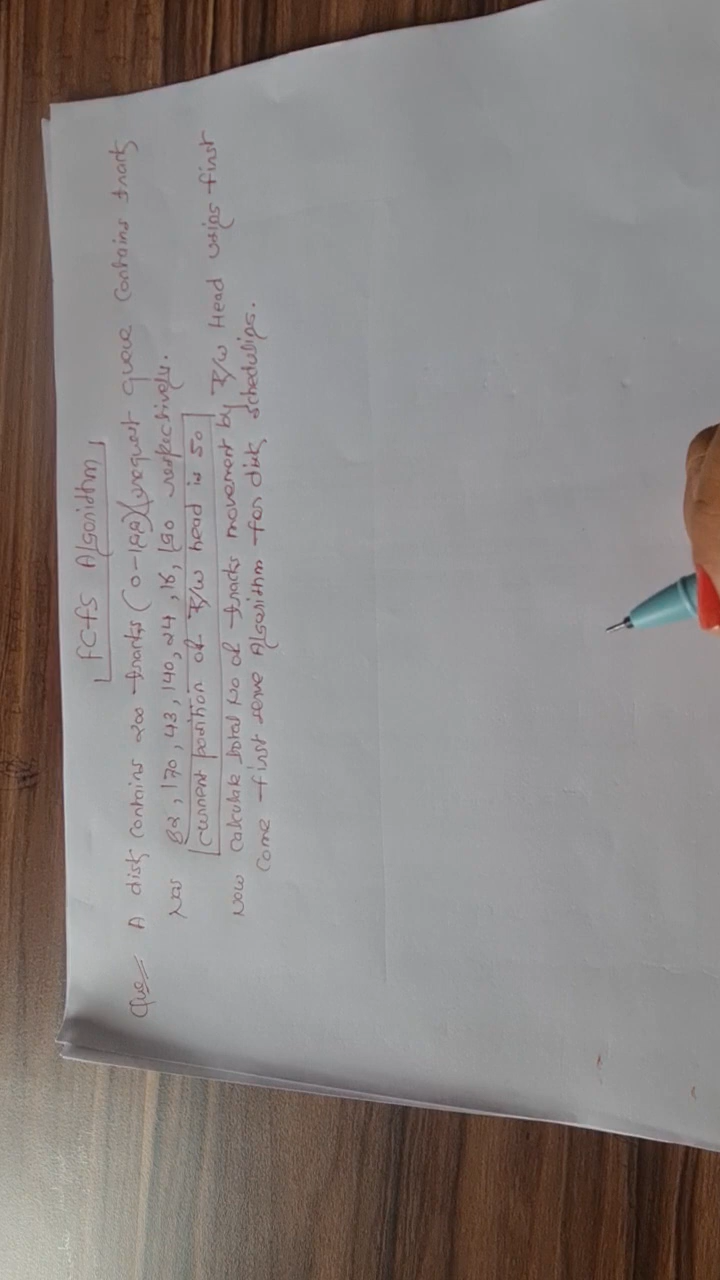 FCFS Algorithm
Que A disk contains 200 tracks (0-199) (request queue contains track
Nos 82, 170, 43, 140, 24, 16, 190 respectively.
current position of R/w head is 50
Now calculate total No of tracks movement by R/w Head using first
come first serve Algorithm for disk scheduling.